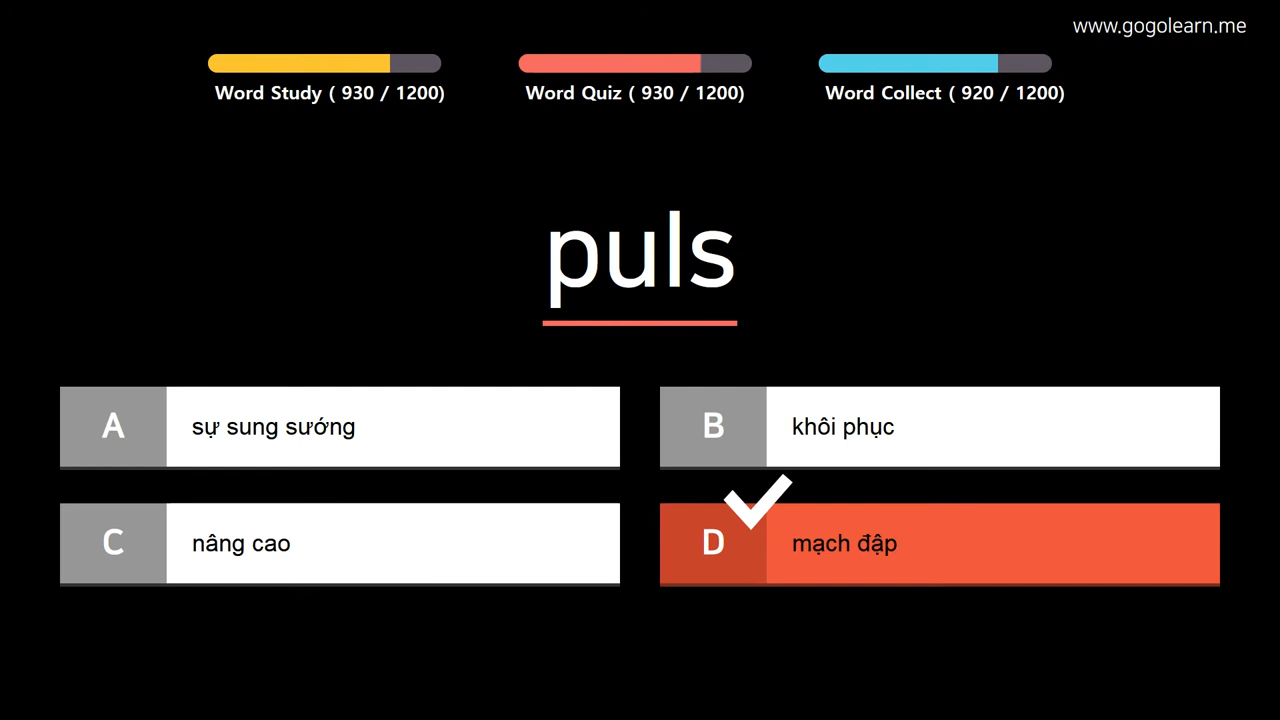 www.gogolearn.me
Word Study ( 930 / 1200)
Word Quiz ( 930 / 1200)
Word Collect ( 920 / 1200)
puls
A
sự sung sướng
B
khôi phục
C
nâng cao
D
mạch đập